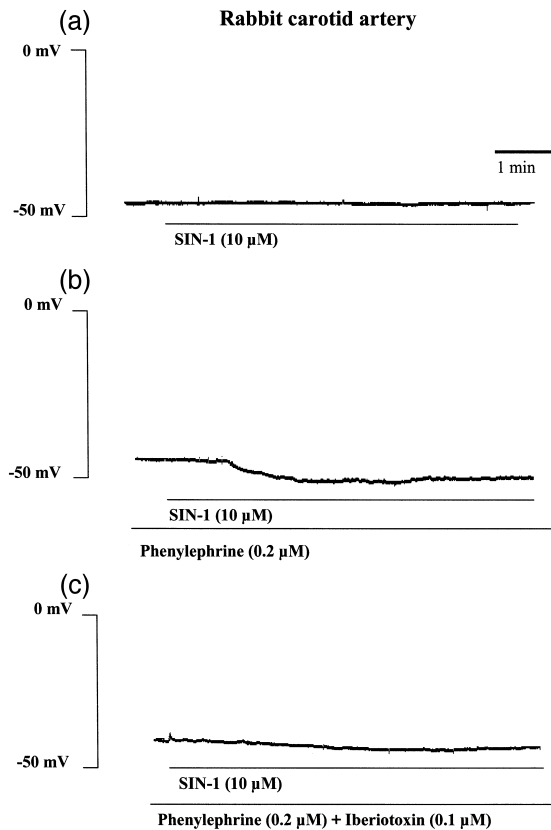 (a)
Rabbit carotid artery
0 mV
1 min
-50 mV
SIN-1 (10 µM)
(b)
0 mV
-50 mV
SIN-1 (10 µM)
Phenylephrine (0.2 µM)
(c)
0 mV
-50 mV
SIN-1 (10 µM)
Phenylephrine (0.2 µM) + Iberiotoxin (0.1 µM)